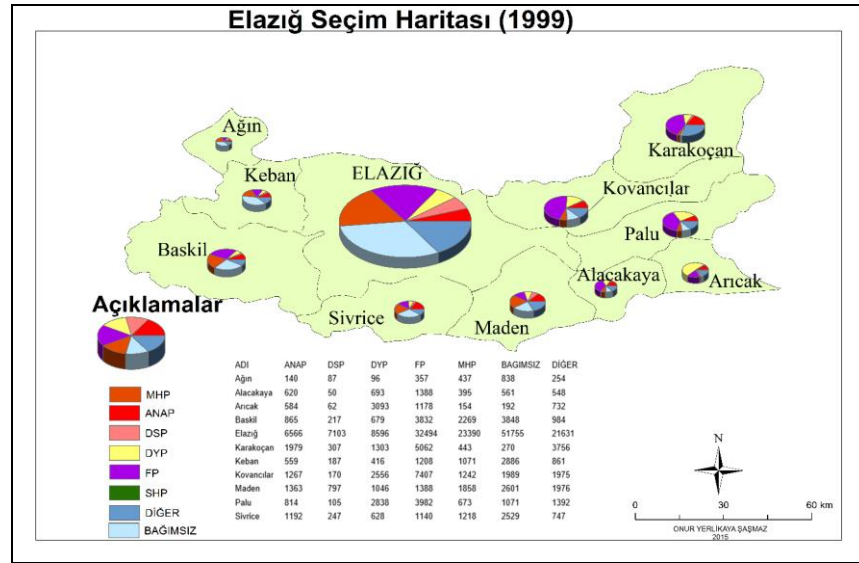 Elazığ Seçim Haritası (1999)
Ağın
Karakoçan
Keban
ELAZIĞ
Kovancılar
Baskil
Palu
Alacakaya
Arıcak
Açıklamalar
Sivrice
Maden
MHP
ANAP
DSP
DYP
FP
SHP
DİĞER
BAĞIMSIZ
ADI ANAP DSP DYP FP MHP BAGIMSIZ DİĞER
Ağın 140 87 96 357 437 838 254
Alacakaya 620 50 693 1388 395 561 548
Arıcak 584 62 3093 1178 154 192 732
Baskil 865 217 679 3832 2269 3848 984
Elazığ 6566 7103 8596 32494 23390 51755 21631
Karakoçan 1979 307 1303 5062 443 270 3756
Keban 559 187 416 1208 1071 2886 861
Kovancılar 1267 170 2556 7407 1242 1989 1975
Maden 1363 797 1046 1388 1858 2601 1976
Palu 814 105 2838 3982 673 1071 1392
Sivrice 1192 247 628 1140 1218 2529 747
N
0 30 60 km
ONUR YERLİKAYA ŞAŞMAZ
2015